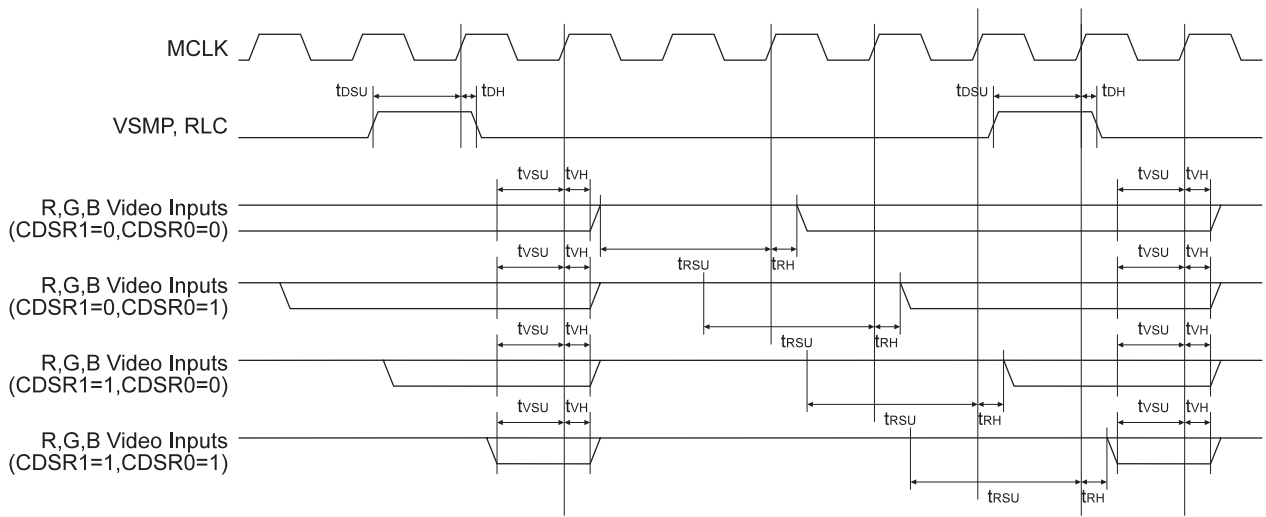 MCLK
tDSU tDH tDSU tDH
VSMP, RLC
tVSU tVH tVSU tVH
R,G,B Video Inputs
(CDSR1=0,CDSR0=0)
tVSU tVH tRSU tRH tVSU tVH
R,G,B Video Inputs
(CDSR1=0,CDSR0=1)
tVSU tVH tRSU tRH tVSU tVH
R,G,B Video Inputs
(CDSR1=1,CDSR0=0)
tVSU tVH tRSU tRH tVSU tVH
R,G,B Video Inputs
(CDSR1=1,CDSR0=1)
tRSU tRH